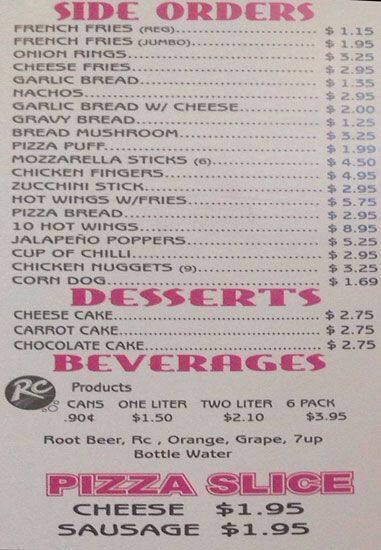 SIDE ORDERS
FRENCH FRIES (REG)......................... $ 1.15
FRENCH FRIES (JUMBO)..................... $ 1.95
ONION RINGS................................... $ 3.25
CHEESE FRIES.................................. $ 2.95
GARLIC BREAD................................. $ 1.35
NACHOS.......................................... $ 2.95
GARLIC BREAD W/ CHEESE................ $ 2.00
GRAVY BREAD.................................. $ 1.25
BREAD MUSHROOM........................... $ 3.25
PIZZA PUFF...................................... $ 1.99
MOZZARELLA STICKS (6)................... $ 4.50
CHICKEN FINGERS............................. $ 4.95
ZUCCHINI STICK................................ $ 2.95
HOT WINGS W/FRIES......................... $ 5.75
PIZZA BREAD.................................... $ 2.95
10 HOT WINGS.................................. $ 8.95
JALAPEÑO POPPERS.......................... $ 5.25
CUP OF CHILLI.................................. $ 2.95
CHICKEN NUGGETS (9)...................... $ 3.25
CORN DOG....................................... $ 1.69
DESSERTS
CHEESE CAKE................................... $ 2.75
CARROT CAKE................................... $ 2.75
CHOCOLATE CAKE.............................. $ 2.75
BEVERAGES
RC Products
CANS ONE LITER TWO LITER 6 PACK
.90¢ $1.50 $2.10 $3.95
Root Beer, Rc , Orange, Grape, 7up
Bottle Water
PIZZA SLICE
CHEESE $1.95
SAUSAGE $1.95